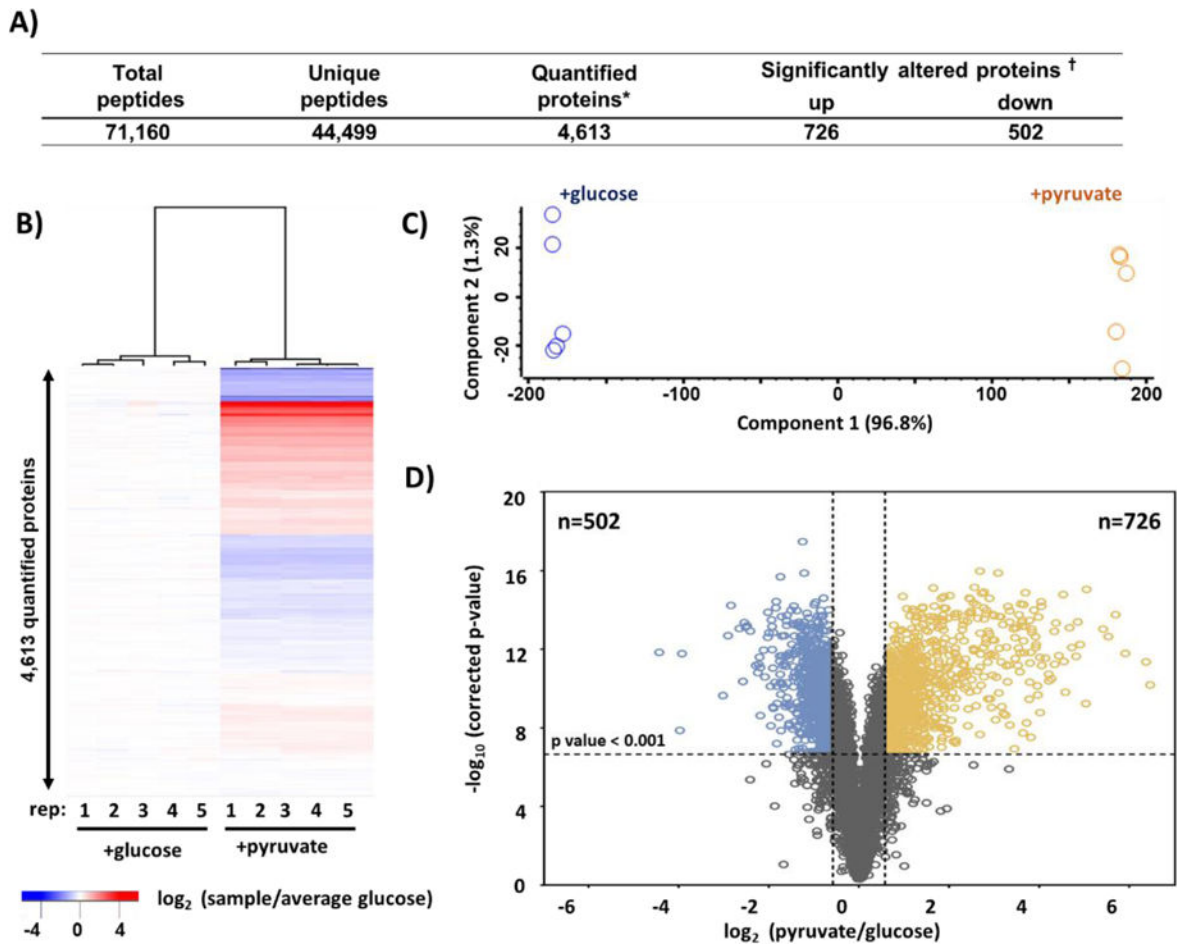 A)
Total peptides Unique peptides Quantified proteins* Significantly altered proteins †
up down
71,160 44,499 4,613 726 502
B)
4,613 quantified proteins
rep: 1 2 3 4 5 1 2 3 4 5
+glucose +pyruvate
-4 0 4
log2 (sample/average glucose)
C)
+glucose +pyruvate
Component 2 (1.3%)
20
0
-20
-200 -100 0 100 200
Component 1 (96.8%)
D)
-log10 (corrected p-value)
20
16
12
8
4
0
n=502 n=726
p value < 0.001
-6 -4 -2 0 2 4 6
log2 (pyruvate/glucose)